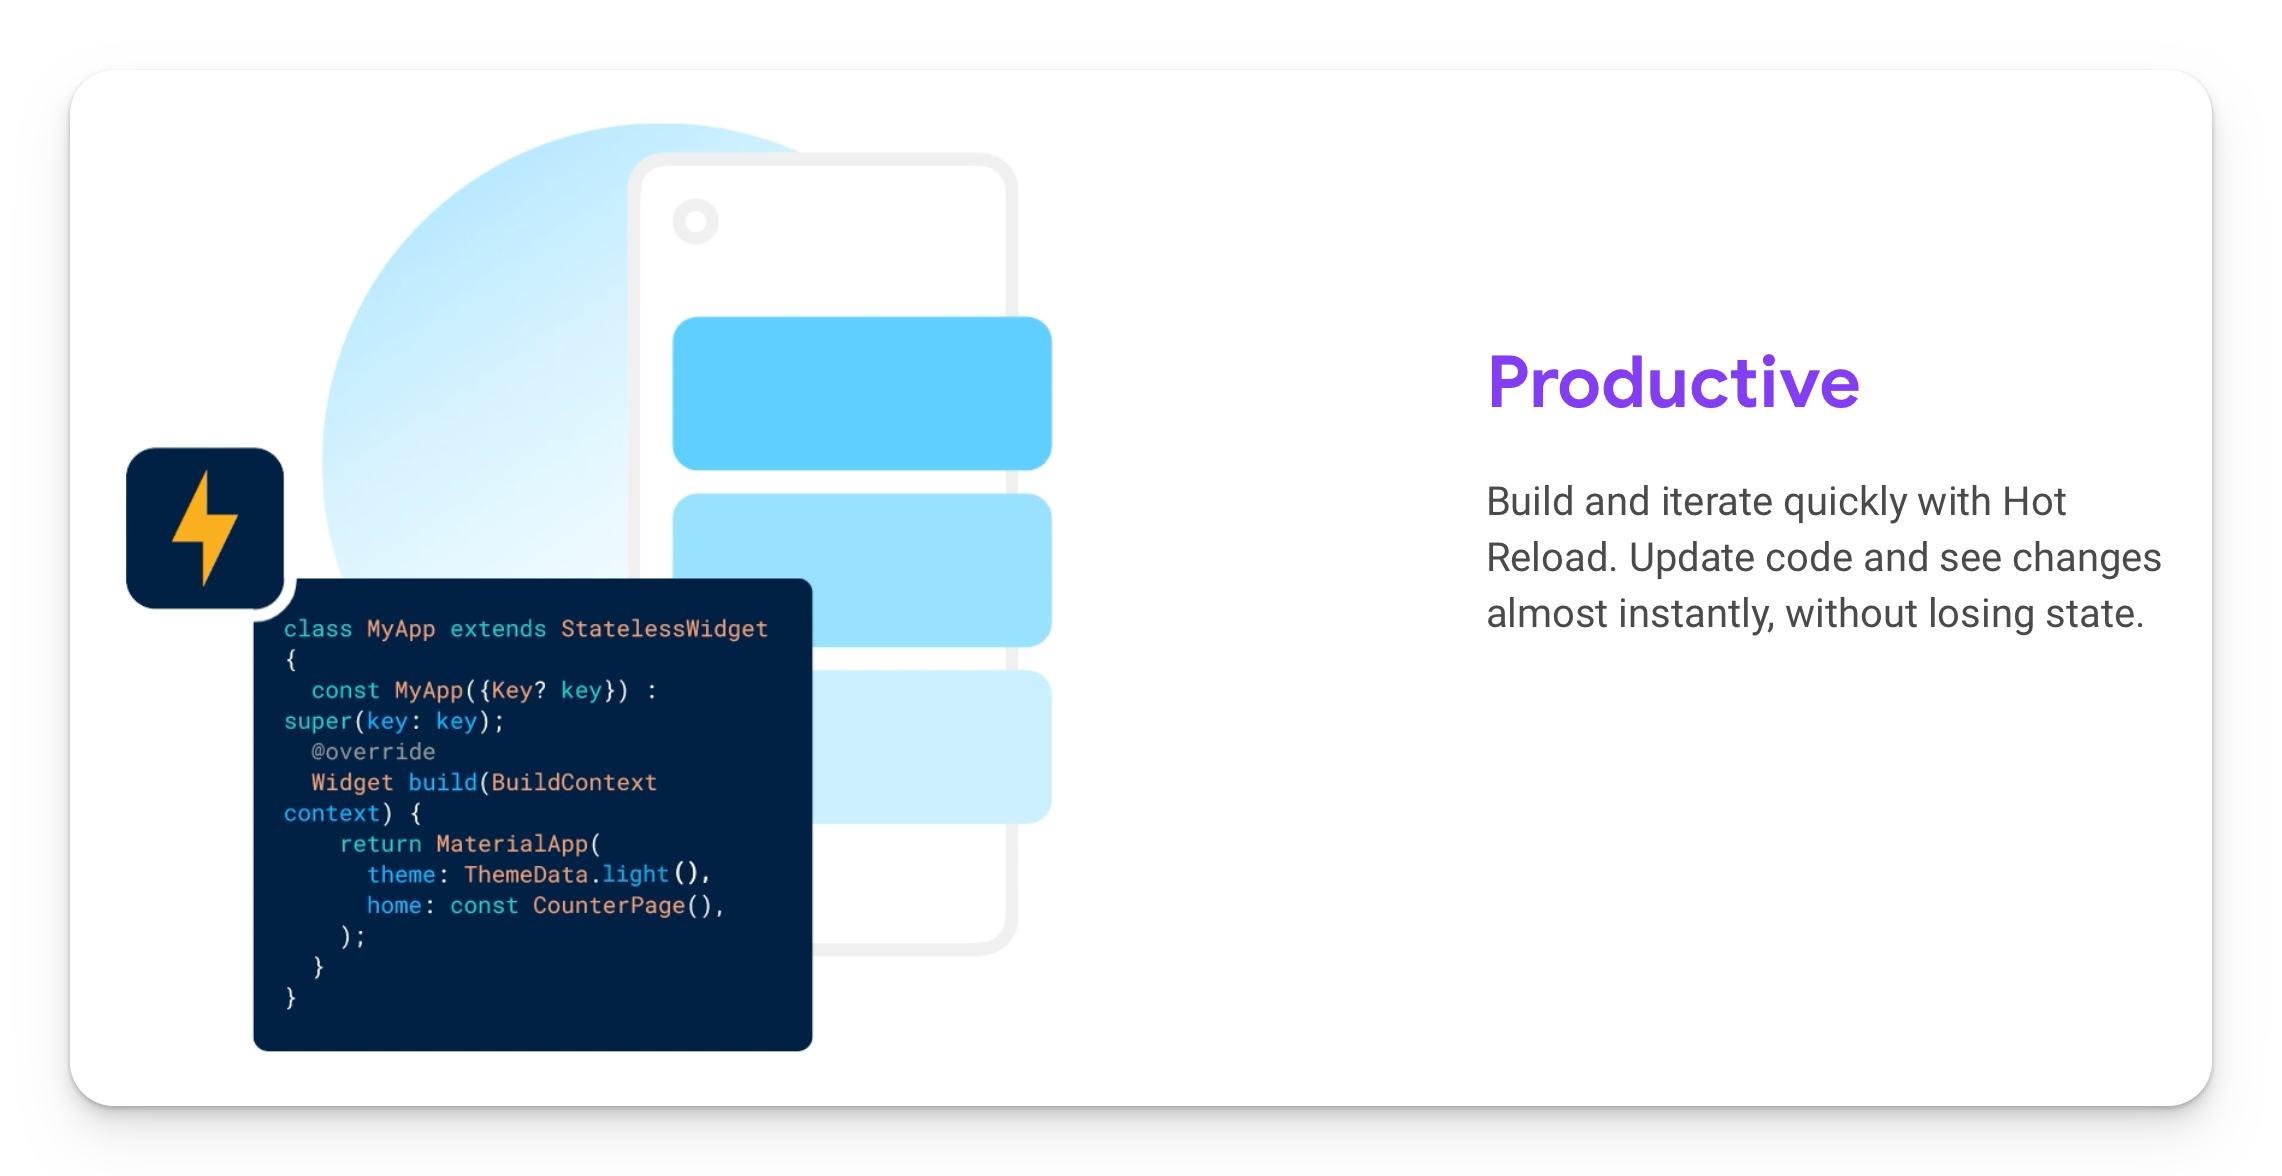 class MyApp extends StatelessWidget
{
  const MyApp({Key? key}) :
super(key: key);
  @override
  Widget build(BuildContext
context) {
    return MaterialApp(
      theme: ThemeData.light(),
      home: const CounterPage(),
    );
  }
}
Productive
Build and iterate quickly with Hot
Reload. Update code and see changes
almost instantly, without losing state.